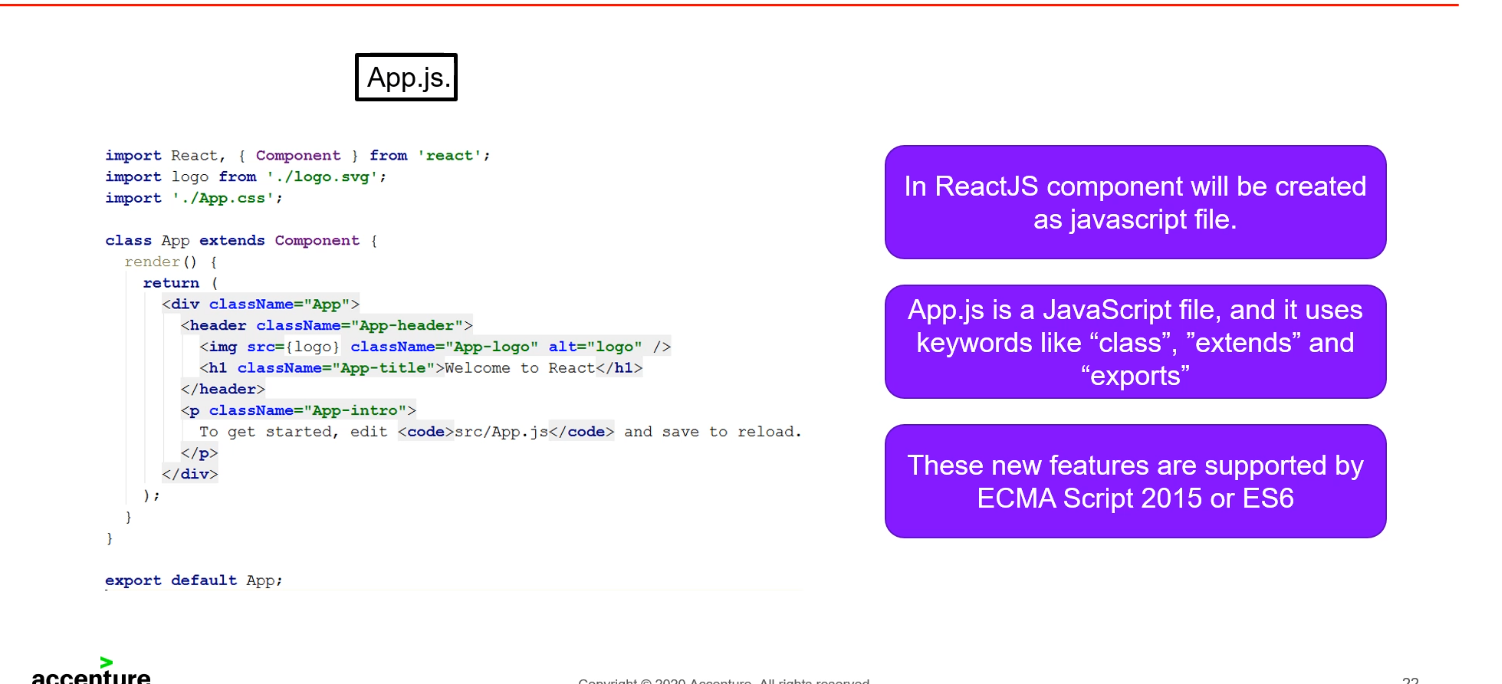 App.js.
import React, { Component } from 'react';
import logo from './logo.svg';
import './App.css';
class App extends Component {
render() {
return (
<div className="App">
<header className="App-header">
<img src={logo} className="App-logo" alt="logo" />
<h1 className="App-title">Welcome to React</h1>
</header>
<p className="App-intro">
To get started, edit <code>src/App.js</code> and save to reload.
</p>
</div>
);
}
}
export default App;
In ReactJS component will be created
as javascript file.
App.js is a JavaScript file, and it uses
keywords like “class”, ”extends” and
“exports”
These new features are supported by
ECMA Script 2015 or ES6
accenture
Copyright © 2020 Accenture. All rights reserved.
22